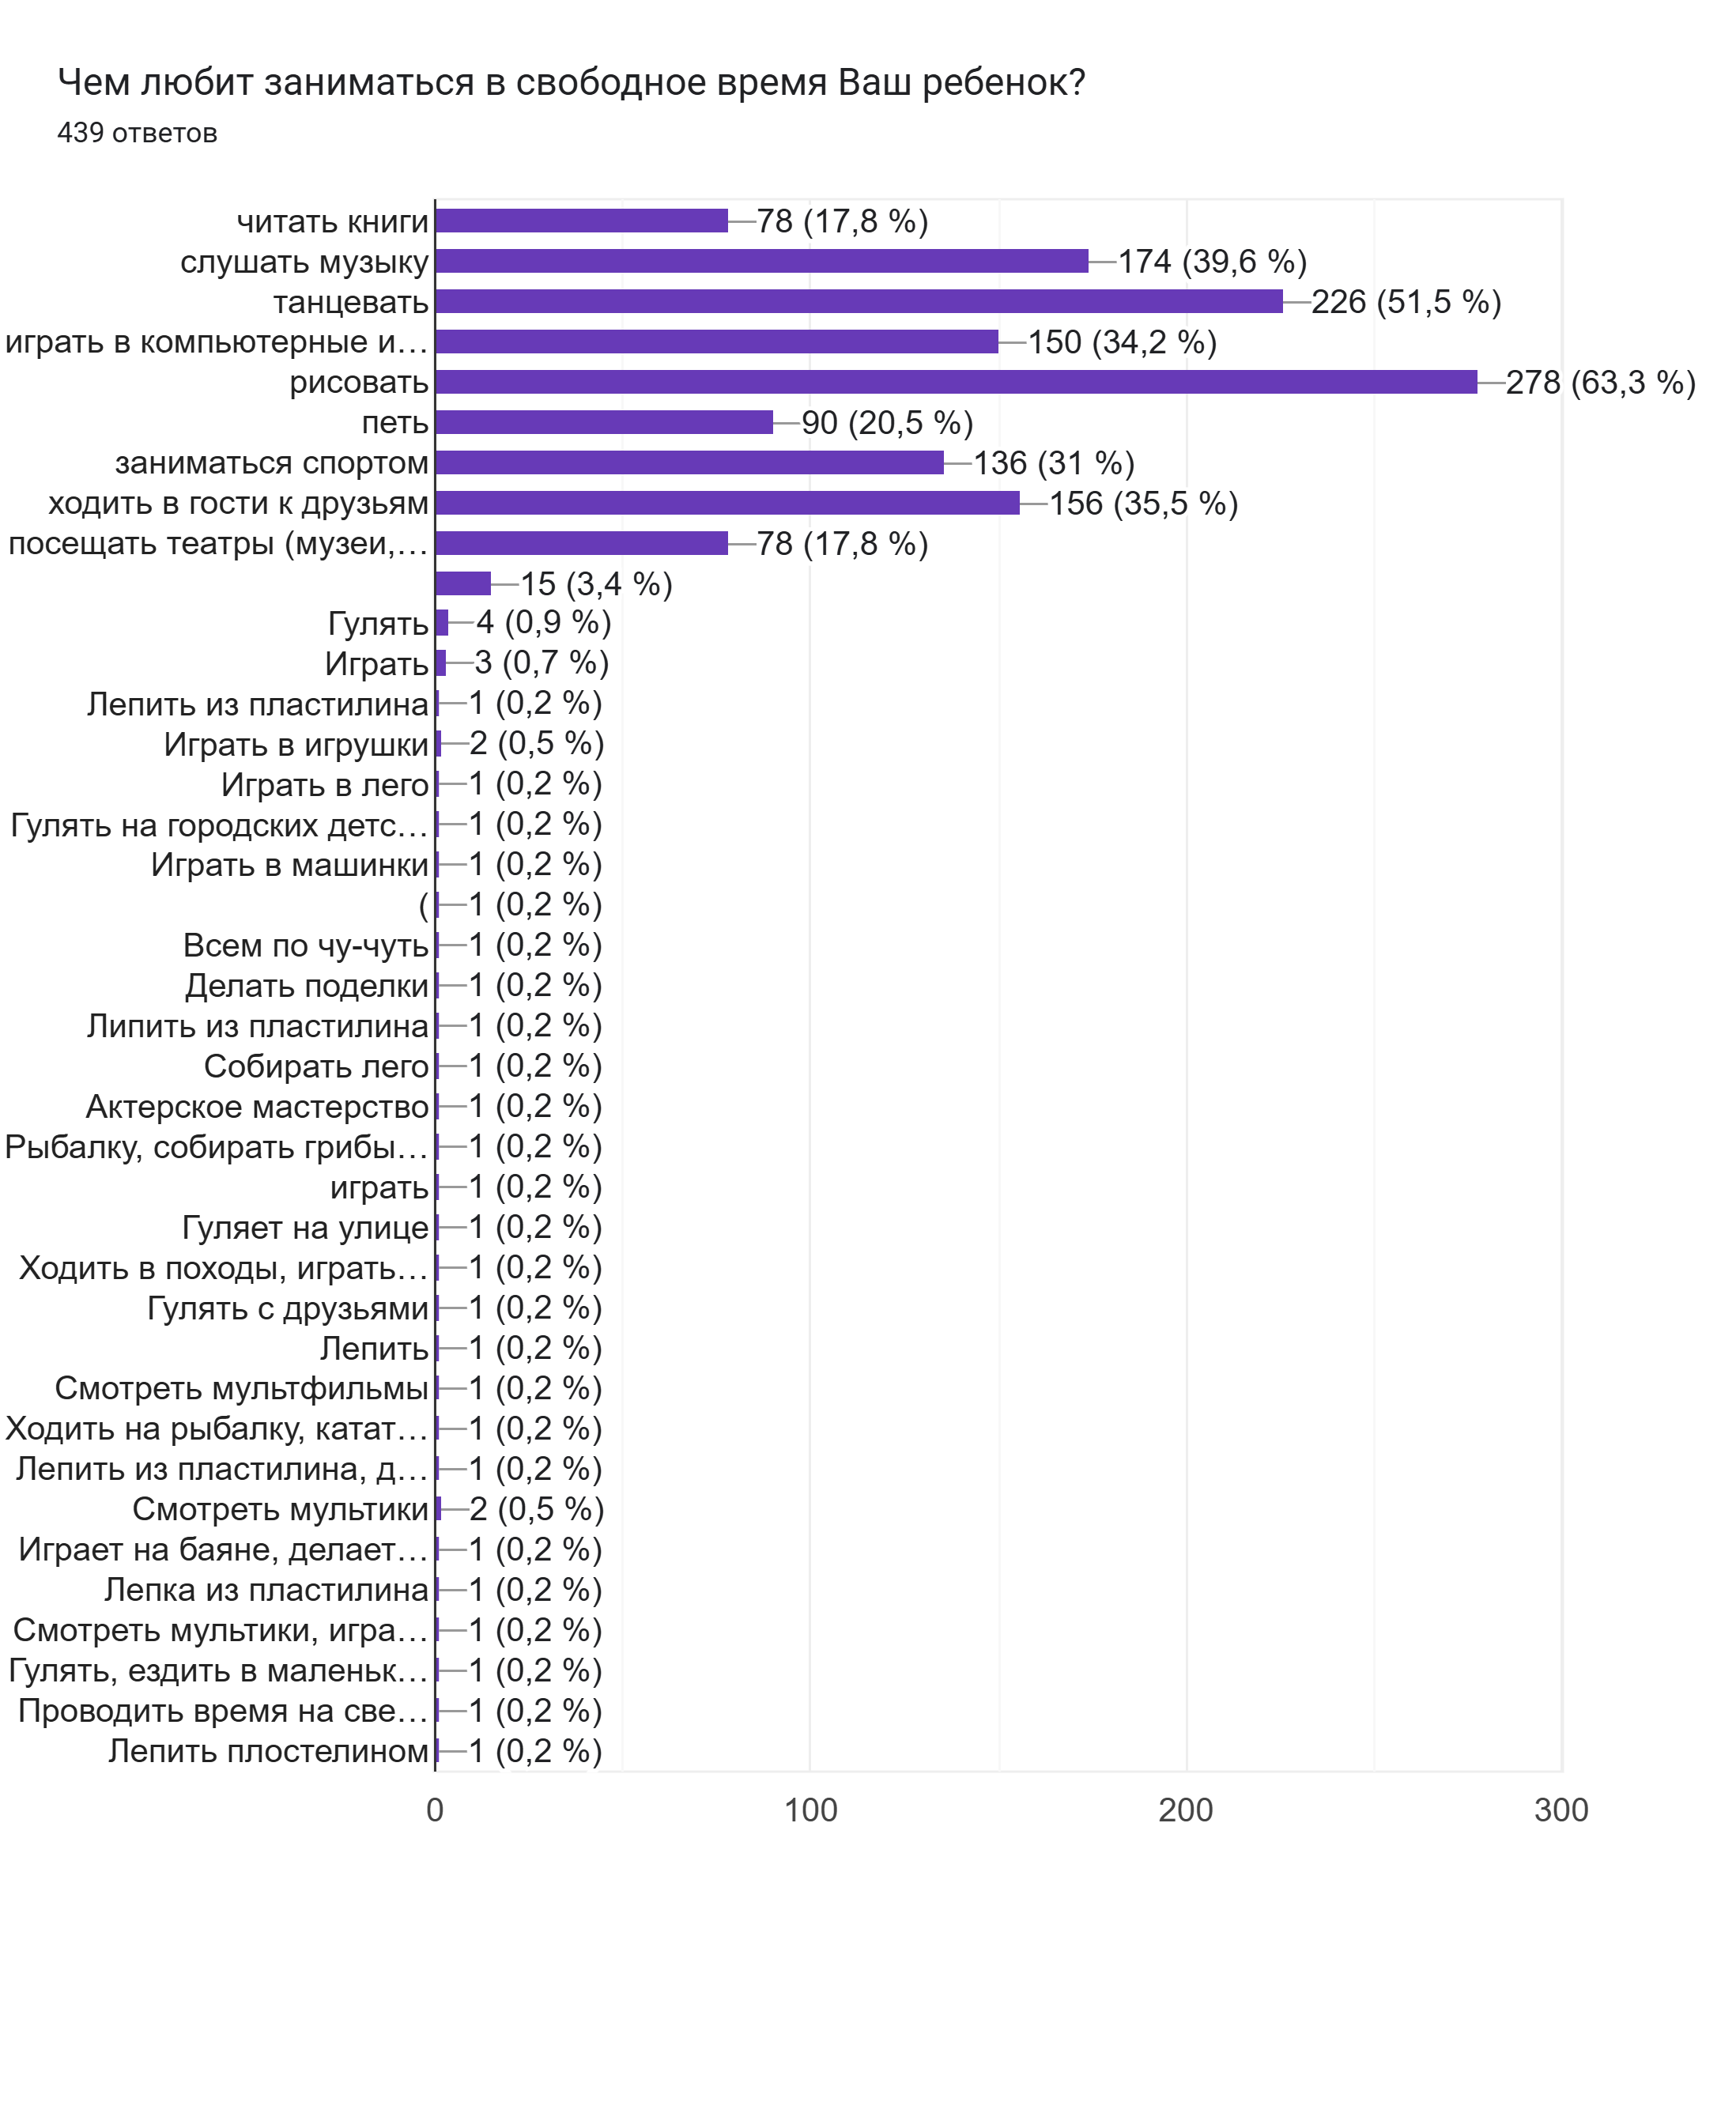 Чем любит заниматься в свободное время Ваш ребенок?
439 ответов
читать книги 78 (17,8 %)
слушать музыку 174 (39,6 %)
танцевать 226 (51,5 %)
играть в компьютерные и… 150 (34,2 %)
рисовать 278 (63,3 %)
петь 90 (20,5 %)
заниматься спортом 136 (31 %)
ходить в гости к друзьям 156 (35,5 %)
посещать театры (музеи,… 78 (17,8 %)
15 (3,4 %)
Гулять 4 (0,9 %)
Играть 3 (0,7 %)
Лепить из пластилина 1 (0,2 %)
Играть в игрушки 2 (0,5 %)
Играть в лего 1 (0,2 %)
Гулять на городских детс… 1 (0,2 %)
Играть в машинки 1 (0,2 %)
( 1 (0,2 %)
Всем по чу-чуть 1 (0,2 %)
Делать поделки 1 (0,2 %)
Липить из пластилина 1 (0,2 %)
Собирать лего 1 (0,2 %)
Актерское мастерство 1 (0,2 %)
Рыбалку, собирать грибы… 1 (0,2 %)
играть 1 (0,2 %)
Гуляет на улице 1 (0,2 %)
Ходить в походы, играть… 1 (0,2 %)
Гулять с друзьями 1 (0,2 %)
Лепить 1 (0,2 %)
Смотреть мультфильмы 1 (0,2 %)
Ходить на рыбалку, катат… 1 (0,2 %)
Лепить из пластилина, д… 1 (0,2 %)
Смотреть мультики 2 (0,5 %)
Играет на баяне, делает… 1 (0,2 %)
Лепка из пластилина 1 (0,2 %)
Смотреть мультики, игра… 1 (0,2 %)
Гулять, ездить в маленьк… 1 (0,2 %)
Проводить время на све… 1 (0,2 %)
Лепить плостелином 1 (0,2 %)
0 100 200 300